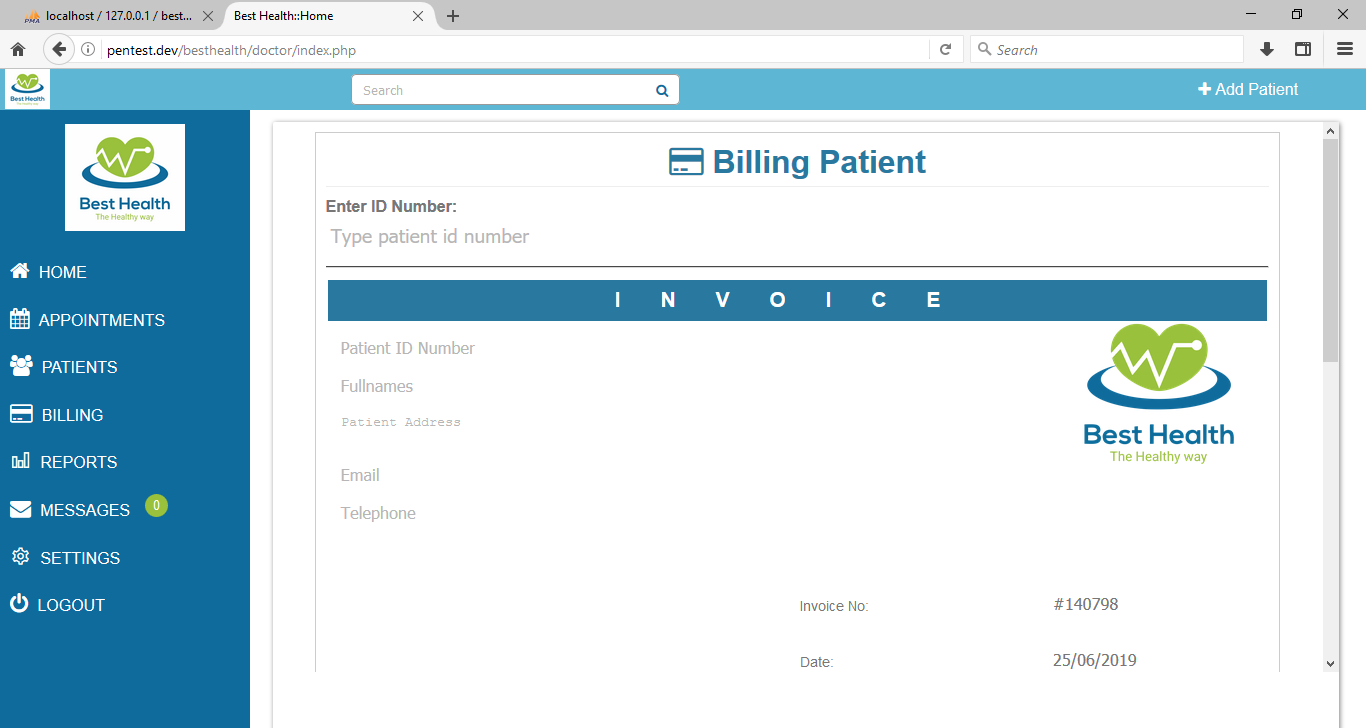 localhost / 127.0.0.1 / best...
Best Health::Home
pentest.dev/besthealth/doctor/index.php
Search
Best Health
Search
Add Patient
Best Health
The Healthy way
HOME
APPOINTMENTS
PATIENTS
BILLING
REPORTS
MESSAGES 0
SETTINGS
LOGOUT
Billing Patient
Enter ID Number:
Type patient id number
I N V O I C E
Patient ID Number
Fullnames
Patient Address
Email
Telephone
Best Health
The Healthy way
Invoice No: #140798
Date: 25/06/2019